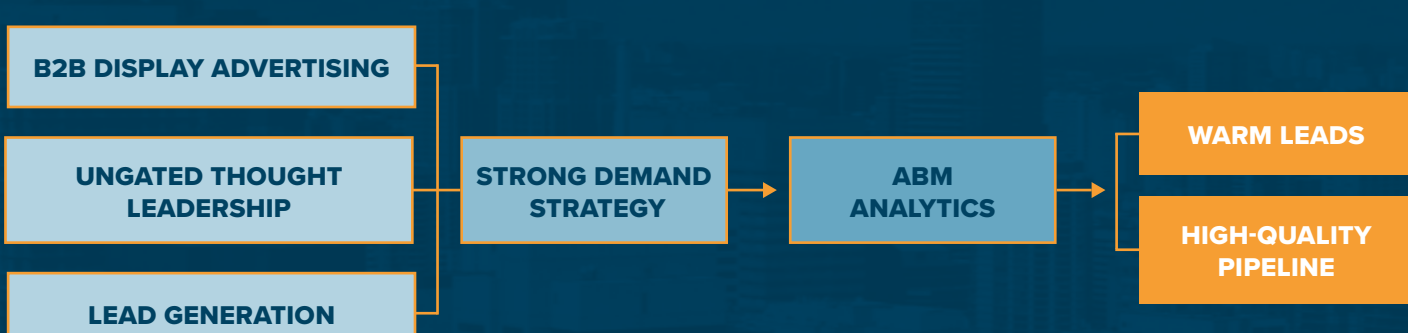 B2B DISPLAY ADVERTISING
UNGATED THOUGHT
LEADERSHIP
LEAD GENERATION
STRONG DEMAND
STRATEGY
ABM
ANALYTICS
WARM LEADS
HIGH-QUALITY
PIPELINE